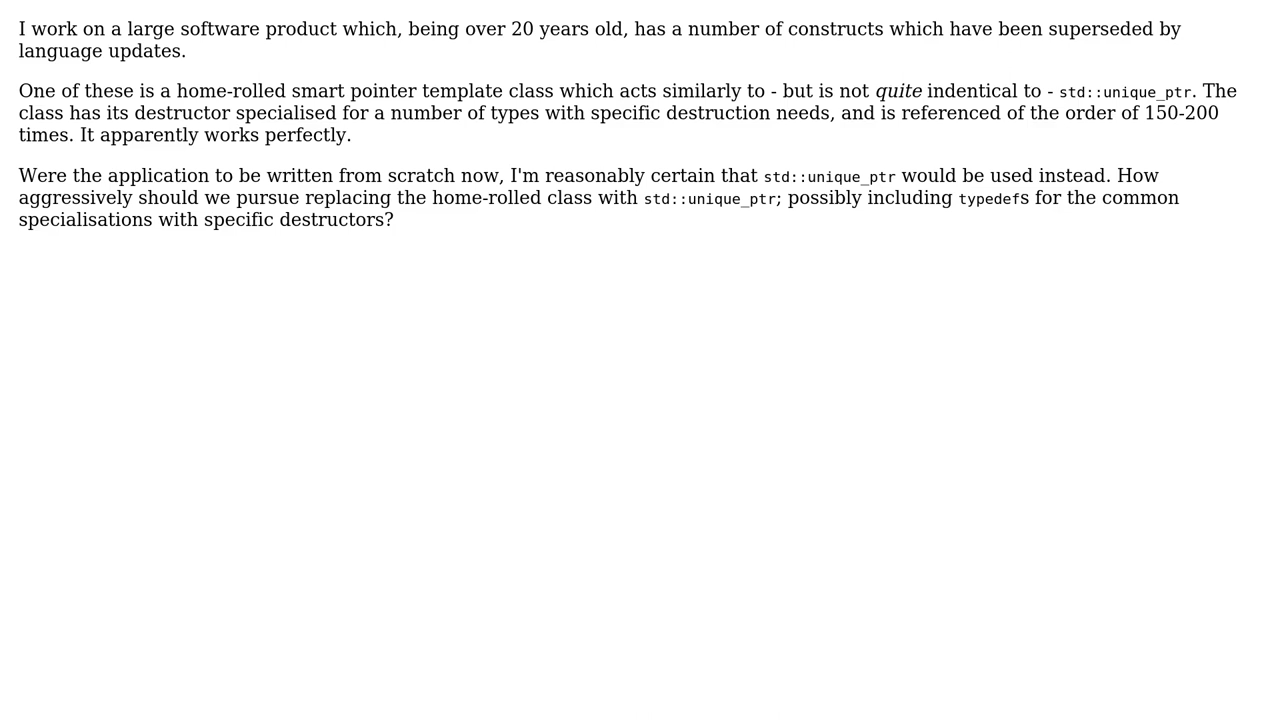 I work on a large software product which, being over 20 years old, has a number of constructs which have been superseded by
language updates.
One of these is a home-rolled smart pointer template class which acts similarly to - but is not quite indentical to - std::unique_ptr. The
class has its destructor specialised for a number of types with specific destruction needs, and is referenced of the order of 150-200
times. It apparently works perfectly.
Were the application to be written from scratch now, I'm reasonably certain that std::unique_ptr would be used instead. How
aggressively should we pursue replacing the home-rolled class with std::unique_ptr; possibly including typedefs for the common
specialisations with specific destructors?